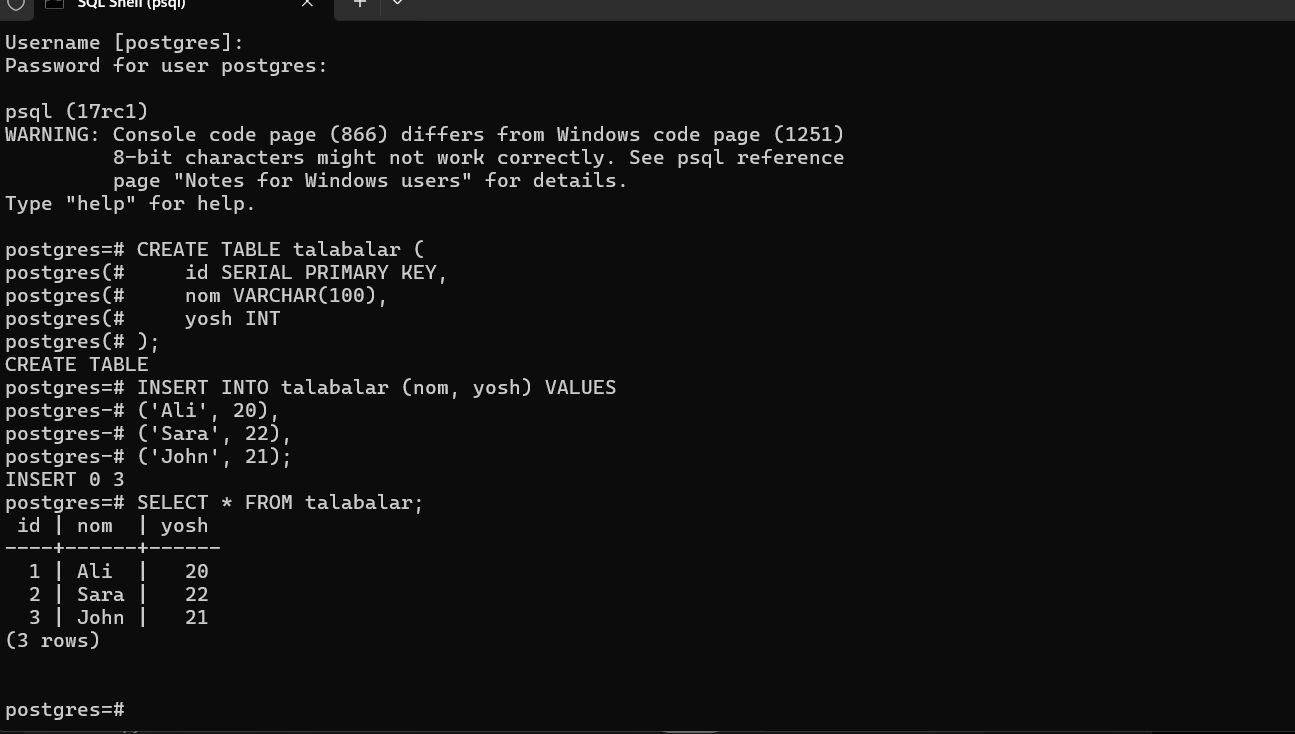 SQL Shell (psql)
Username [postgres]:
Password for user postgres:
psql (17rc1)
WARNING: Console code page (866) differs from Windows code page (1251)
         8-bit characters might not work correctly. See psql reference
         page "Notes for Windows users" for details.
Type "help" for help.
postgres=# CREATE TABLE talabalar (
postgres(#     id SERIAL PRIMARY KEY,
postgres(#     nom VARCHAR(100),
postgres(#     yosh INT
postgres(# );
CREATE TABLE
postgres=# INSERT INTO talabalar (nom, yosh) VALUES
postgres-# ('Ali', 20),
postgres-# ('Sara', 22),
postgres-# ('John', 21);
INSERT 0 3
postgres=# SELECT * FROM talabalar;
 id | nom  | yosh
----+------+------
  1 | Ali  |   20
  2 | Sara |   22
  3 | John |   21
(3 rows)
postgres=#